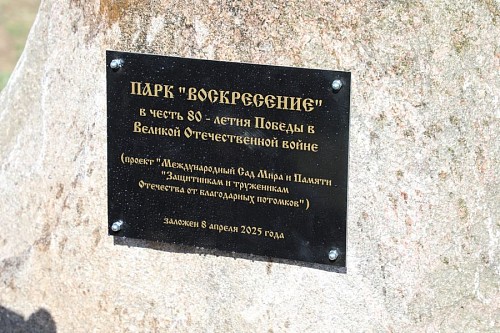 ПАРК "ВОСКРЕСЕНИЕ"
в честь 80 - летия Победы в
Великой Отечественной войне
(проект "Международный Сад Мира и Памяти
"Защитникам и труженикам
Отечества от благодарных потомков")
заложен 8 апреля 2025 года